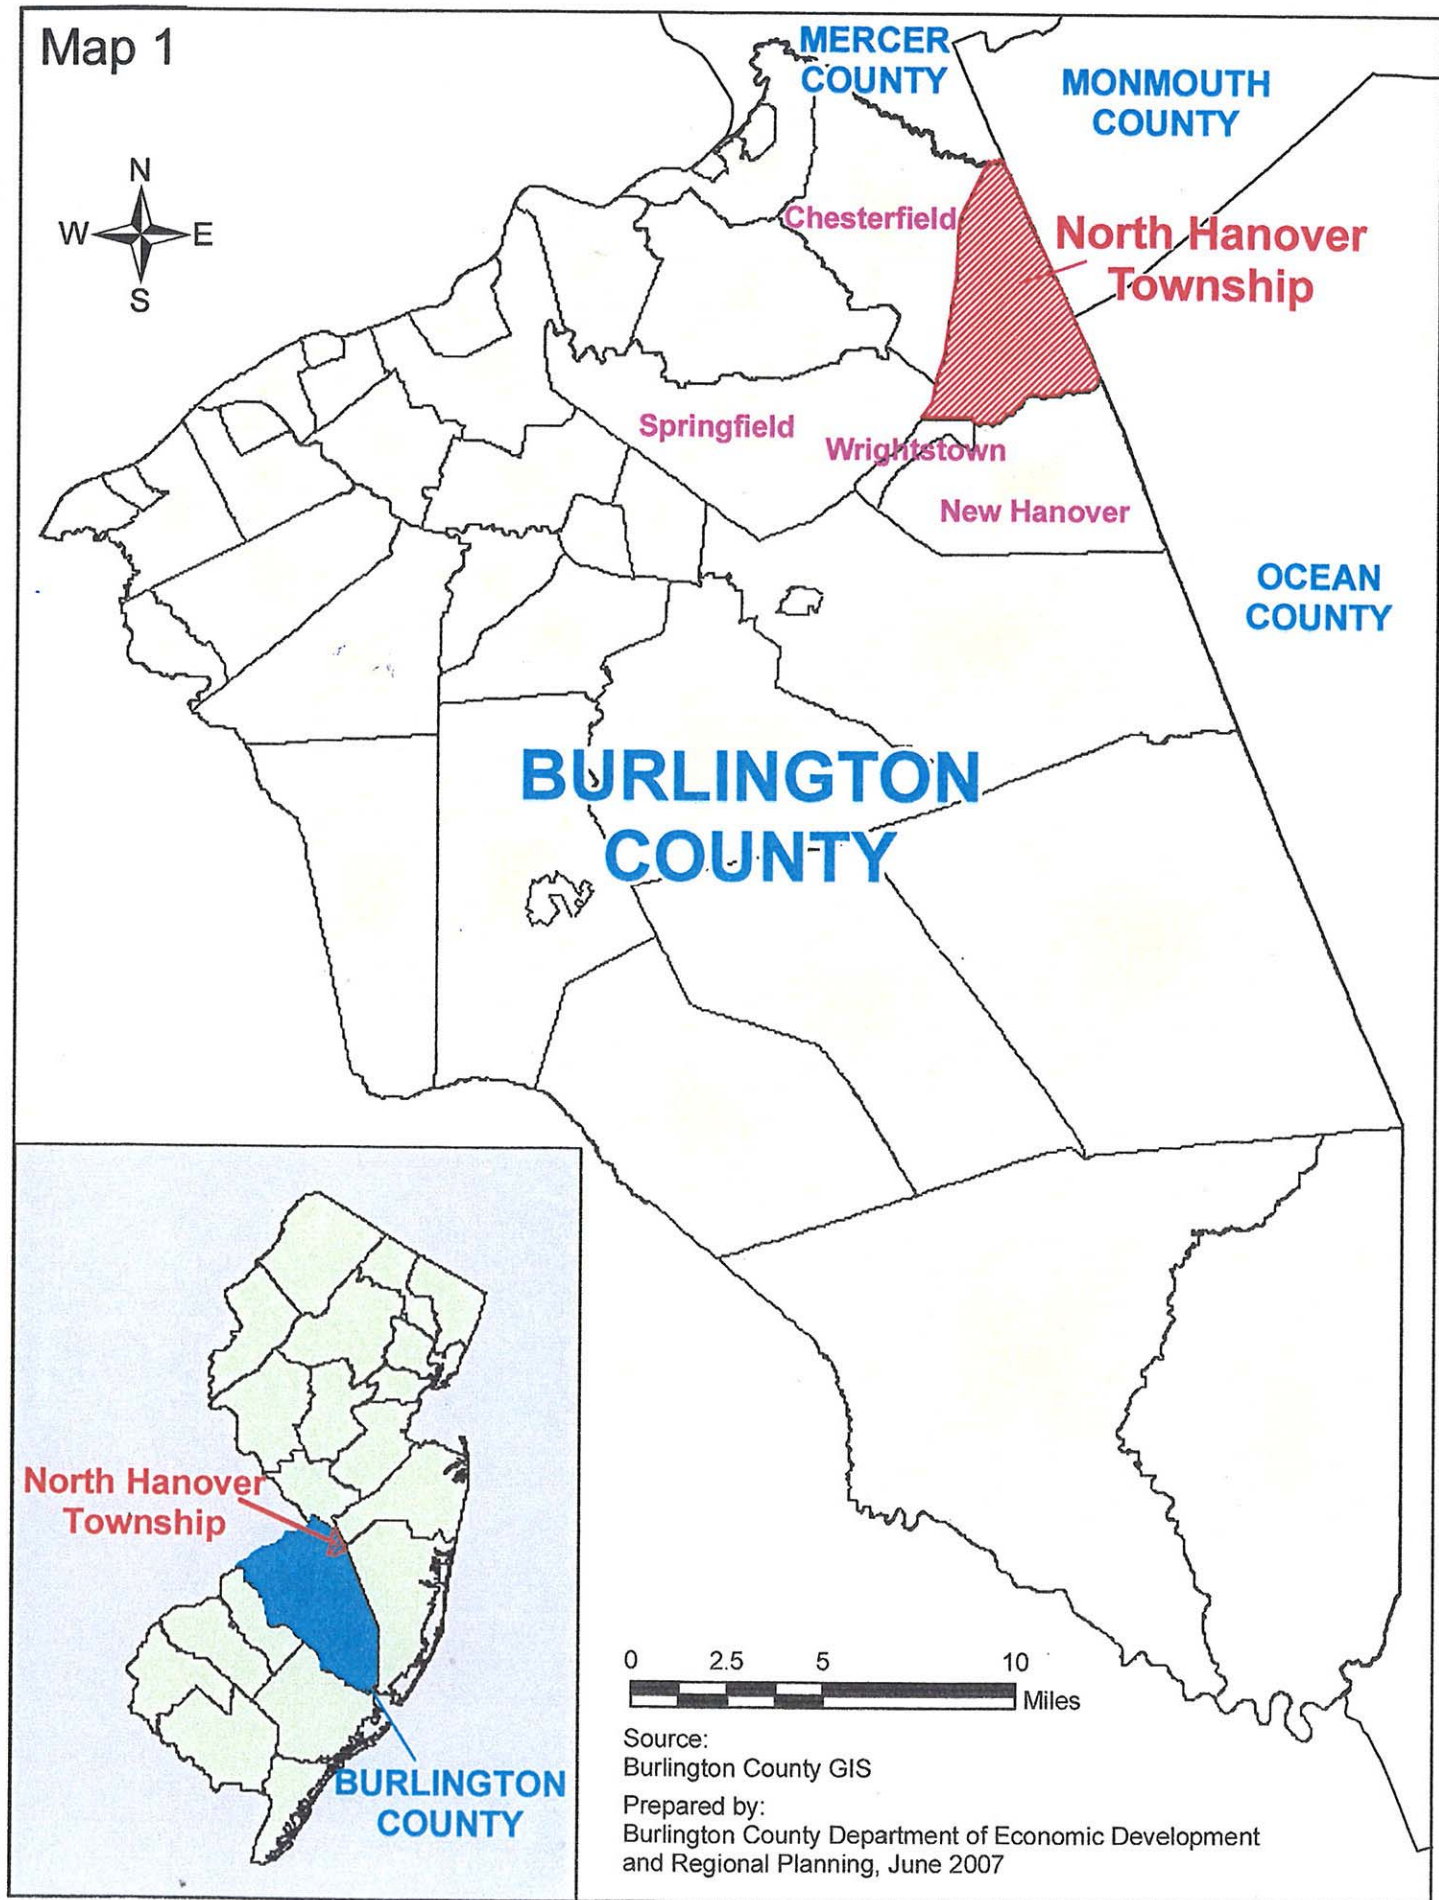 Map 1
MERCER
COUNTY
MONMOUTH
COUNTY
N
W
E
S
Chesterfield
North Hanover
Township
Springfield
Wrightstown
New Hanover
OCEAN
COUNTY
BURLINGTON
COUNTY
North Hanover
Township
BURLINGTON
COUNTY
0 2.5 5 10
Miles
Source:
Burlington County GIS
Prepared by:
Burlington County Department of Economic Development
and Regional Planning, June 2007